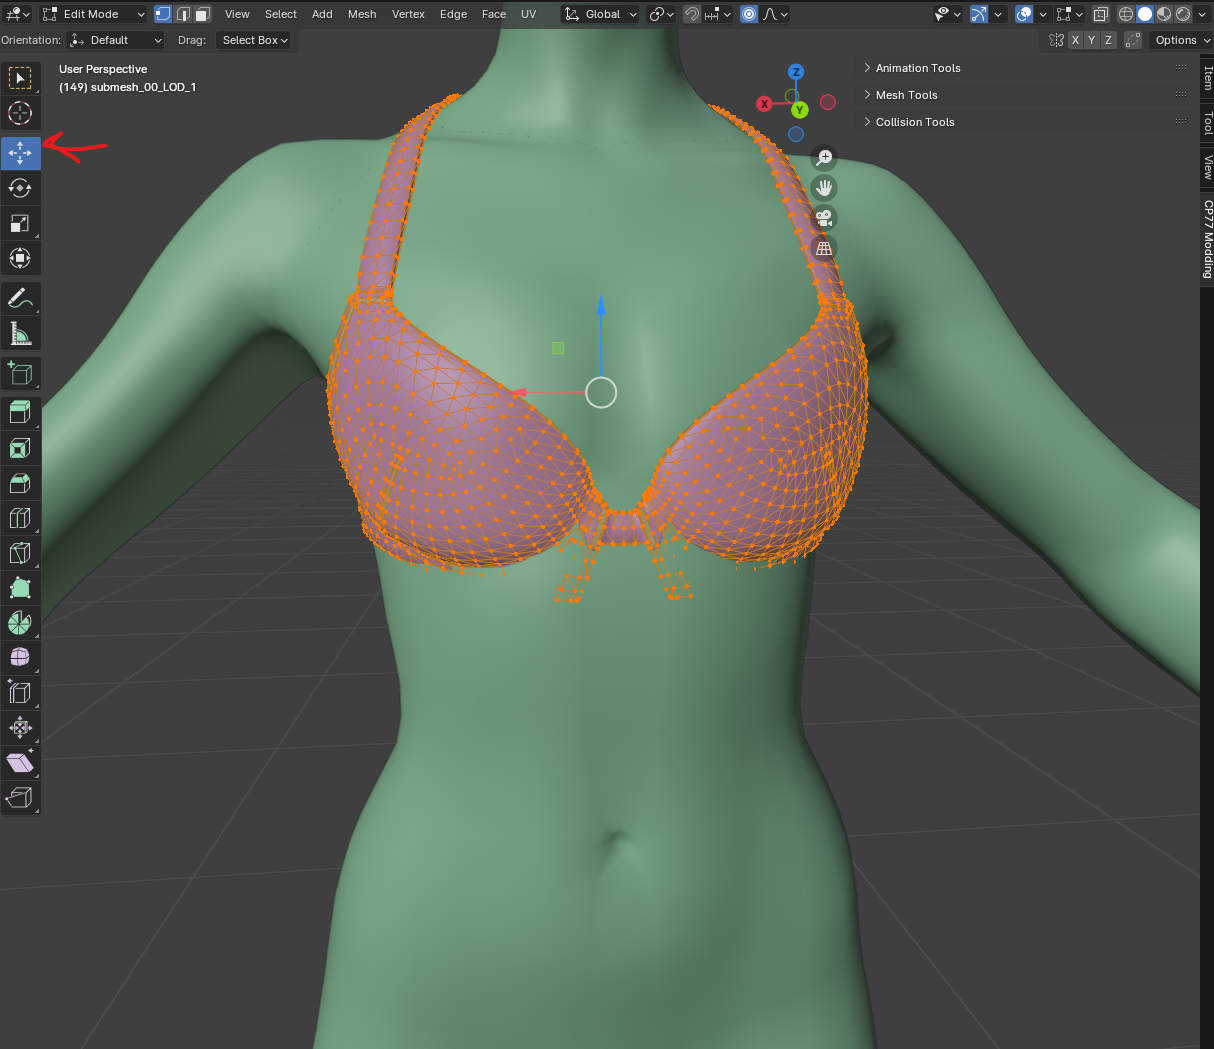 Edit Mode View Select Add Mesh Vertex Edge Face UV Global
Orientation: Default Drag: Select Box X Y Z Options
User Perspective
(149) submesh_00_LOD_1
Z
X
Y
Animation Tools
Mesh Tools
Collision Tools
Item
Tool
View
CP77 Modding